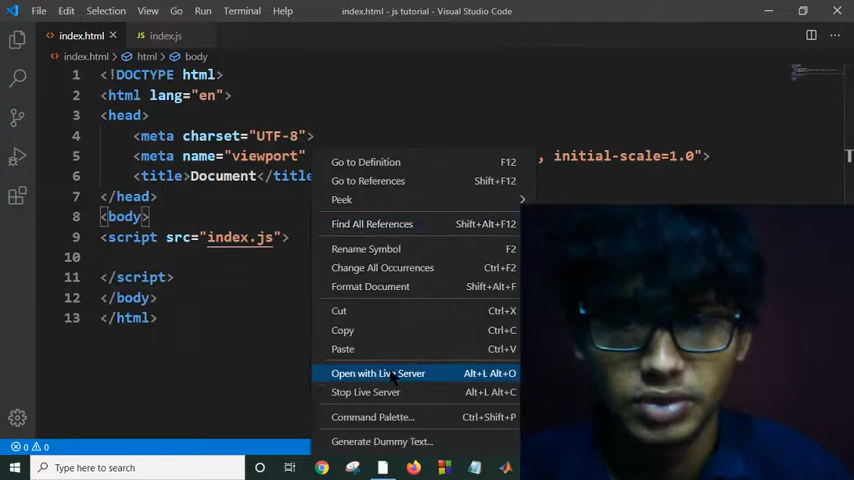 File Edit Selection View Go Run Terminal Help index.html - js tutorial - Visual Studio Code
index.html index.js
index.html > html > body
1 <!DOCTYPE html>
2 <html lang="en">
3 <head>
4 <meta charset="UTF-8">
5 <meta name="viewport" , initial-scale=1.0">
6 <title>Document</title
7 </head>
8 <body>
9 <script src="index.js">
10
11 </script>
12 </body>
13 </html>
Go to Definition F12
Go to References Shift+F12
Peek >
Find All References Shift+Alt+F12
Rename Symbol F2
Change All Occurrences Ctrl+F2
Format Document Shift+Alt+F
Cut Ctrl+X
Copy Ctrl+C
Paste Ctrl+V
Open with Live Server Alt+L Alt+O
Stop Live Server Alt+L Alt+C
Command Palette... Ctrl+Shift+P
Generate Dummy Text...
0 0
Type here to search